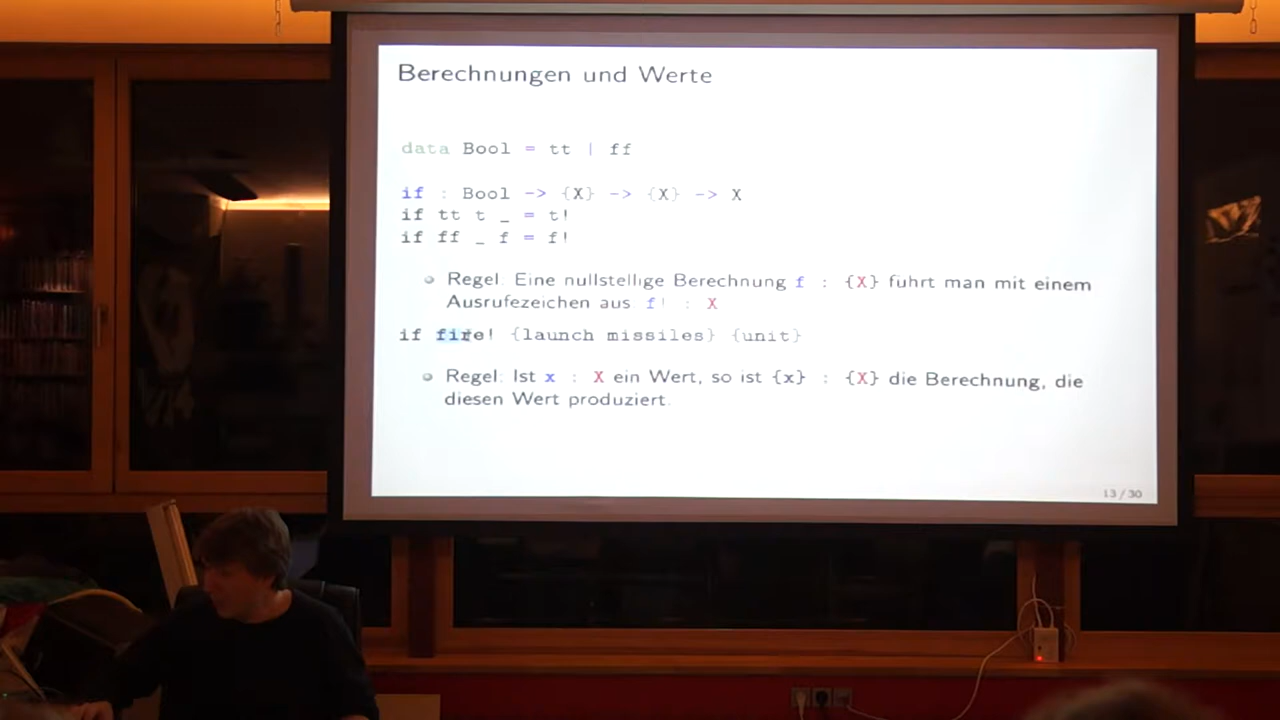 Berechnungen und Werte
data Bool = tt | ff
if : Bool -> {X} -> {X} -> X
if tt t _ = t!
if ff _ f = f!
Regel: Eine nullstellige Berechnung f : {X} führt man mit einem
Ausrufezeichen aus: f! : X
if fire! {launch missiles} {unit}
Regel: Ist x : X ein Wert, so ist {x} : {X} die Berechnung, die
diesen Wert produziert.
13 / 30